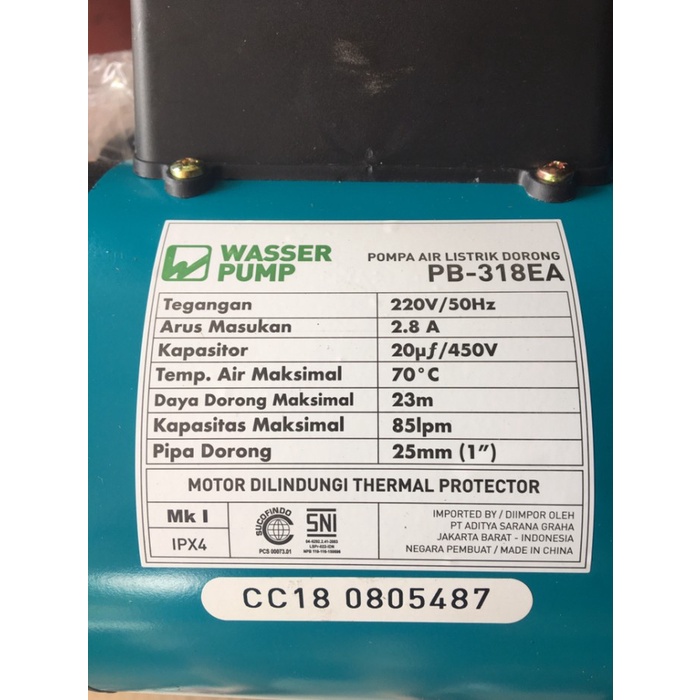 WASSER
PUMP
POMPA AIR LISTRIK DORONG
PB-318EA
Tegangan 220V/50Hz
Arus Masukan 2.8 A
Kapasitor 20µf/450V
Temp. Air Maksimal 70°C
Daya Dorong Maksimal 23m
Kapasitas Maksimal 85lpm
Pipa Dorong 25mm (1”)
MOTOR DILINDUNGI THERMAL PROTECTOR
Mk I
IPX4
SUCOFINDO
SNI
IMPORTED BY / DIIMPOR OLEH
PT ADITYA SARANA GRAHA
JAKARTA BARAT - INDONESIA
NEGARA PEMBUAT / MADE IN CHINA
CC18 0805487